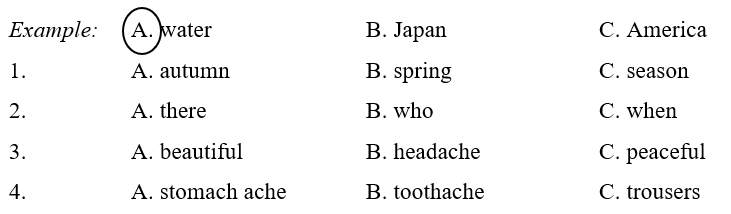 Example: A. water B. Japan C. America
1. A. autumn B. spring C. season
2. A. there B. who C. when
3. A. beautiful B. headache C. peaceful
4. A. stomach ache B. toothache C. trousers